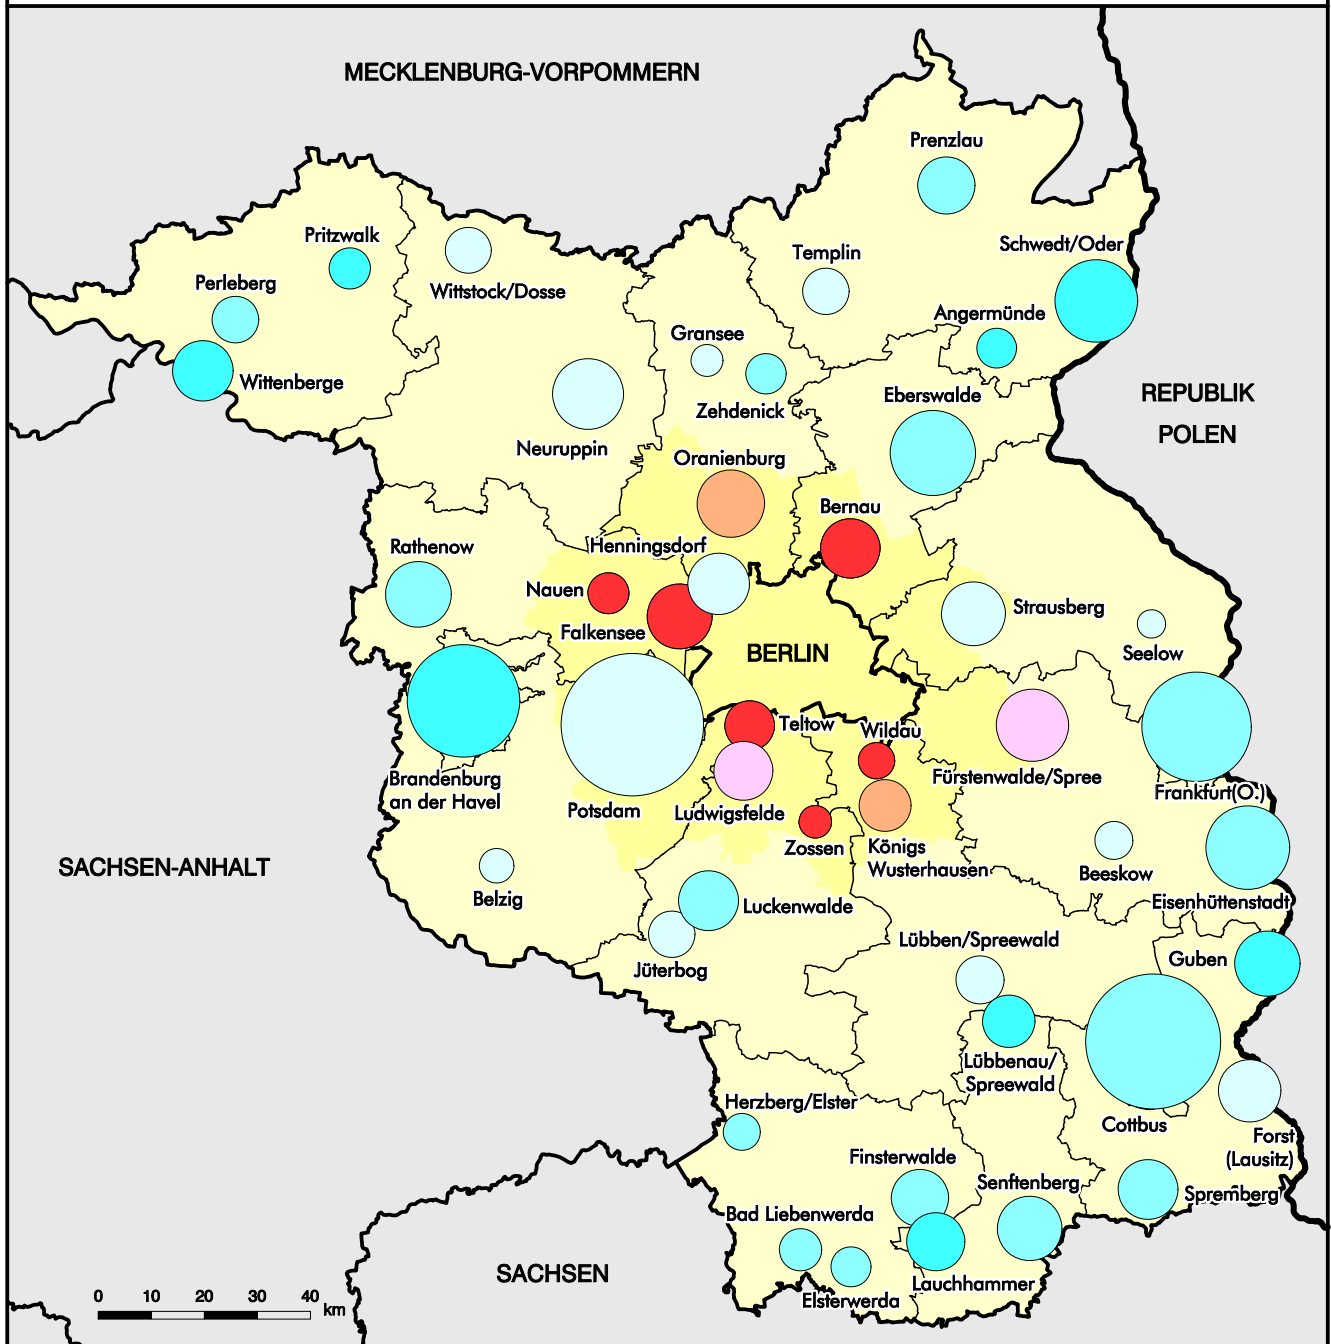 MECKLENBURG-VORPOMMERN
Prenzlau
Pritzwalk
Schwedt/Oder
Templin
Perleberg
Wittstock/Dosse
Angermünde
Gransee
Wittenberge
REPUBLIK
POLEN
Zehdenick
Eberswalde
Neuruppin
Oranienburg
Bernau
Rathenow
Henningsdorf
Nauen
Strausberg
Falkensee
BERLIN
Seelow
Teltow
Wildau
Brandenburg
an der Havel
Fürstenwalde/Spree
Frankfurt(O.)
Potsdam
Ludwigsfelde
Zossen
Königs
Wusterhausen
SACHSEN-ANHALT
Beeskow
Belzig
Eisenhüttenstadt
Luckenwalde
Lübben/Spreewald
Guben
Jüterbog
Lübbenau/
Spreewald
Herzberg/Elster
Cottbus
Forst
(Lausitz)
Finsterwalde
Senftenberg
Spremberg
Bad Liebenwerda
SACHSEN
Lauchhammer
Elsterwerda
0 10 20 30 40 km